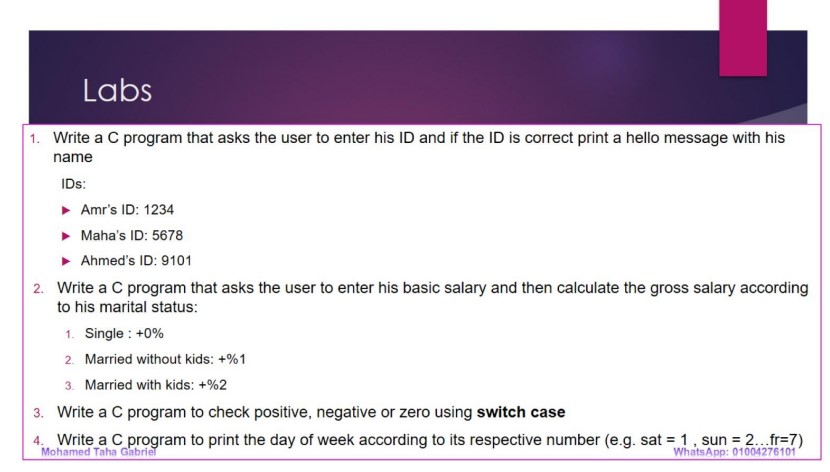 Labs
1. Write a C program that asks the user to enter his ID and if the ID is correct print a hello message with his
name
IDs:
Amr's ID: 1234
Maha's ID: 5678
Ahmed's ID: 9101
2. Write a C program that asks the user to enter his basic salary and then calculate the gross salary according
to his marital status:
1. Single : +0%
2. Married without kids: +%1
3. Married with kids: +%2
3. Write a C program to check positive, negative or zero using switch case
4. Write a C program to print the day of week according to its respective number (e.g. sat = 1 , sun = 2...fr=7)
Mohamed Taha Gabriel
WhatsApp: 01004276101